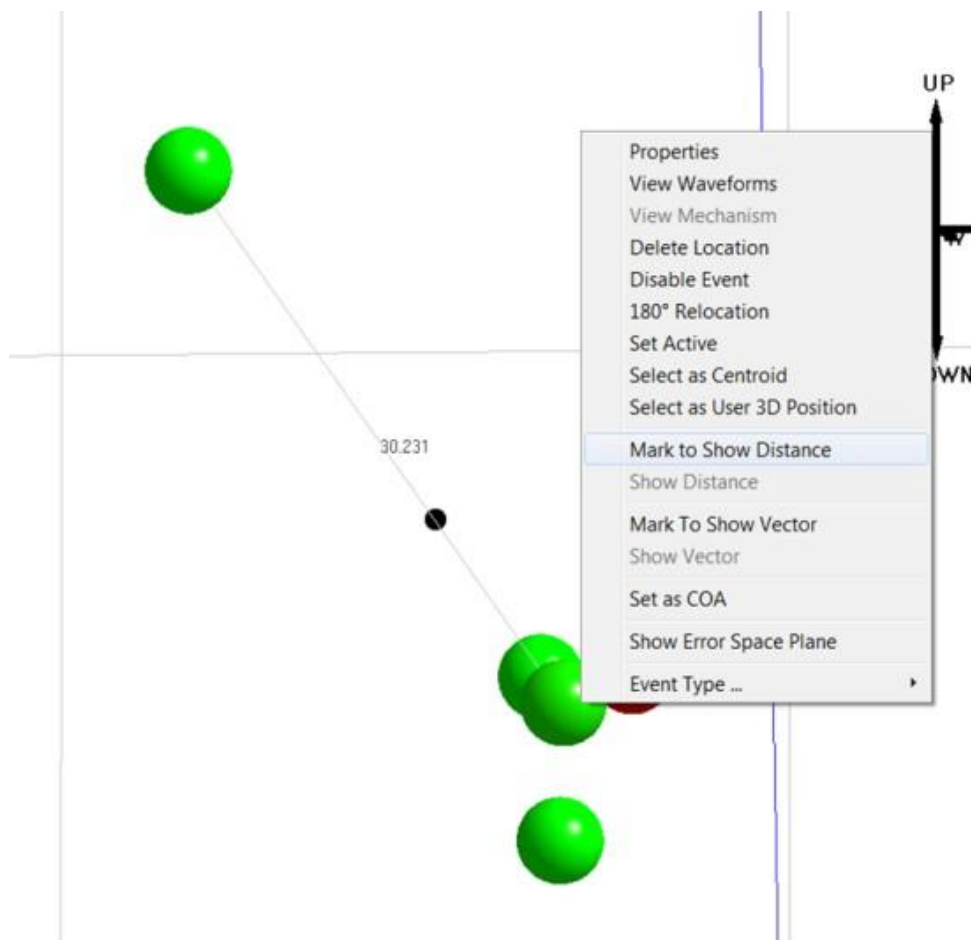 UP
Properties
View Waveforms
View Mechanism
Delete Location
Disable Event
180° Relocation
W
Set Active
Select as Centroid
OWN
Select as User 3D Position
30.231
Mark to Show Distance
Show Distance
Mark To Show Vector
Show Vector
Set as COA
Show Error Space Plane
Event Type ...